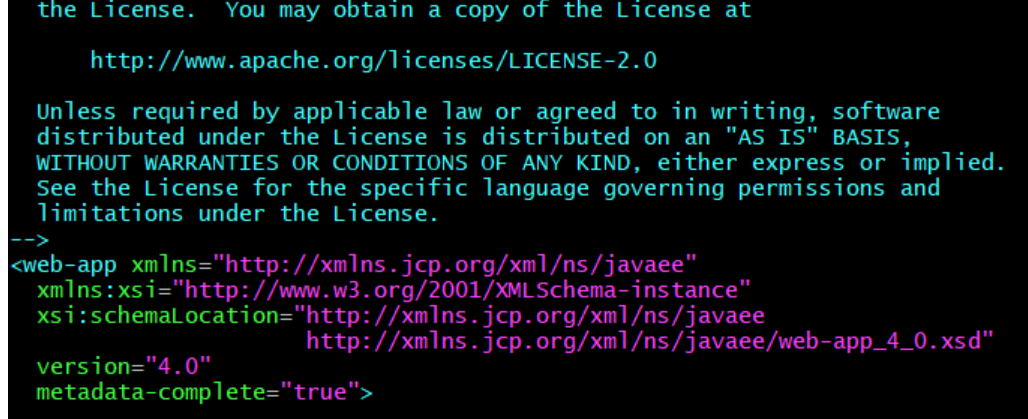 the License.  You may obtain a copy of the License at
http://www.apache.org/licenses/LICENSE-2.0
Unless required by applicable law or agreed to in writing, software
distributed under the License is distributed on an "AS IS" BASIS,
WITHOUT WARRANTIES OR CONDITIONS OF ANY KIND, either express or implied.
See the License for the specific language governing permissions and
limitations under the License.
-->
<web-app xmlns="http://xmlns.jcp.org/xml/ns/javaee"
xmlns:xsi="http://www.w3.org/2001/XMLSchema-instance"
xsi:schemaLocation="http://xmlns.jcp.org/xml/ns/javaee
http://xmlns.jcp.org/xml/ns/javaee/web-app_4_0.xsd"
version="4.0"
metadata-complete="true">